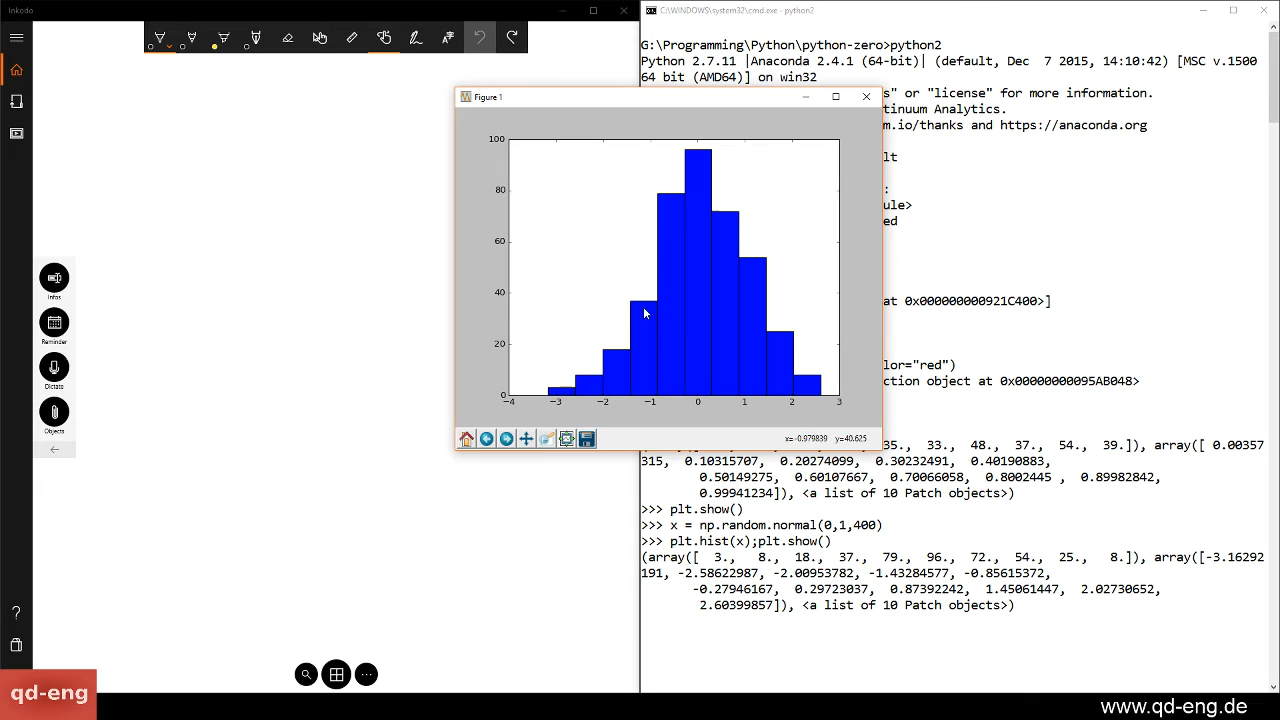 Inkodo
C:\WINDOWS\system32\cmd.exe - python2
G:\Programming\Python\python-zero>python2
Python 2.7.11 |Anaconda 2.4.1 (64-bit)| (default, Dec  7 2015, 14:10:42) [MSC v.1500
64 bit (AMD64)] on win32
s" or "license" for more information.
tinuum Analytics.
m.io/thanks and https://anaconda.org
lt
:
ule>
ed
at 0x000000000921C400>]
lor="red")
ction object at 0x00000000095AB048>
35.,  33.,  48.,  37.,  54.,  39.]), array([ 0.00357
315,  0.10315707,  0.20274099,  0.30232491,  0.40190883,
0.50149275,  0.60107667,  0.70066058,  0.8002445 ,  0.89982842,
0.99941234]), <a list of 10 Patch objects>)
>>> plt.show()
>>> x = np.random.normal(0,1,400)
>>> plt.hist(x);plt.show()
(array([  3.,   8.,  18.,  37.,  79.,  96.,  72.,  54.,  25.,   8.]), array([-3.16292
191, -2.58622987, -2.00953782, -1.43284577, -0.85615372,
-0.27946167,  0.29723037,  0.87392242,  1.45061447,  2.02730652,
2.60399857]), <a list of 10 Patch objects>)
Figure 1
100
80
60
40
20
0
−4 −3 −2 −1 0 1 2 3
x=-0.979839 y=40.625
Infos
Reminder
Dictate
Objects
qd-eng
www.qd-eng.de